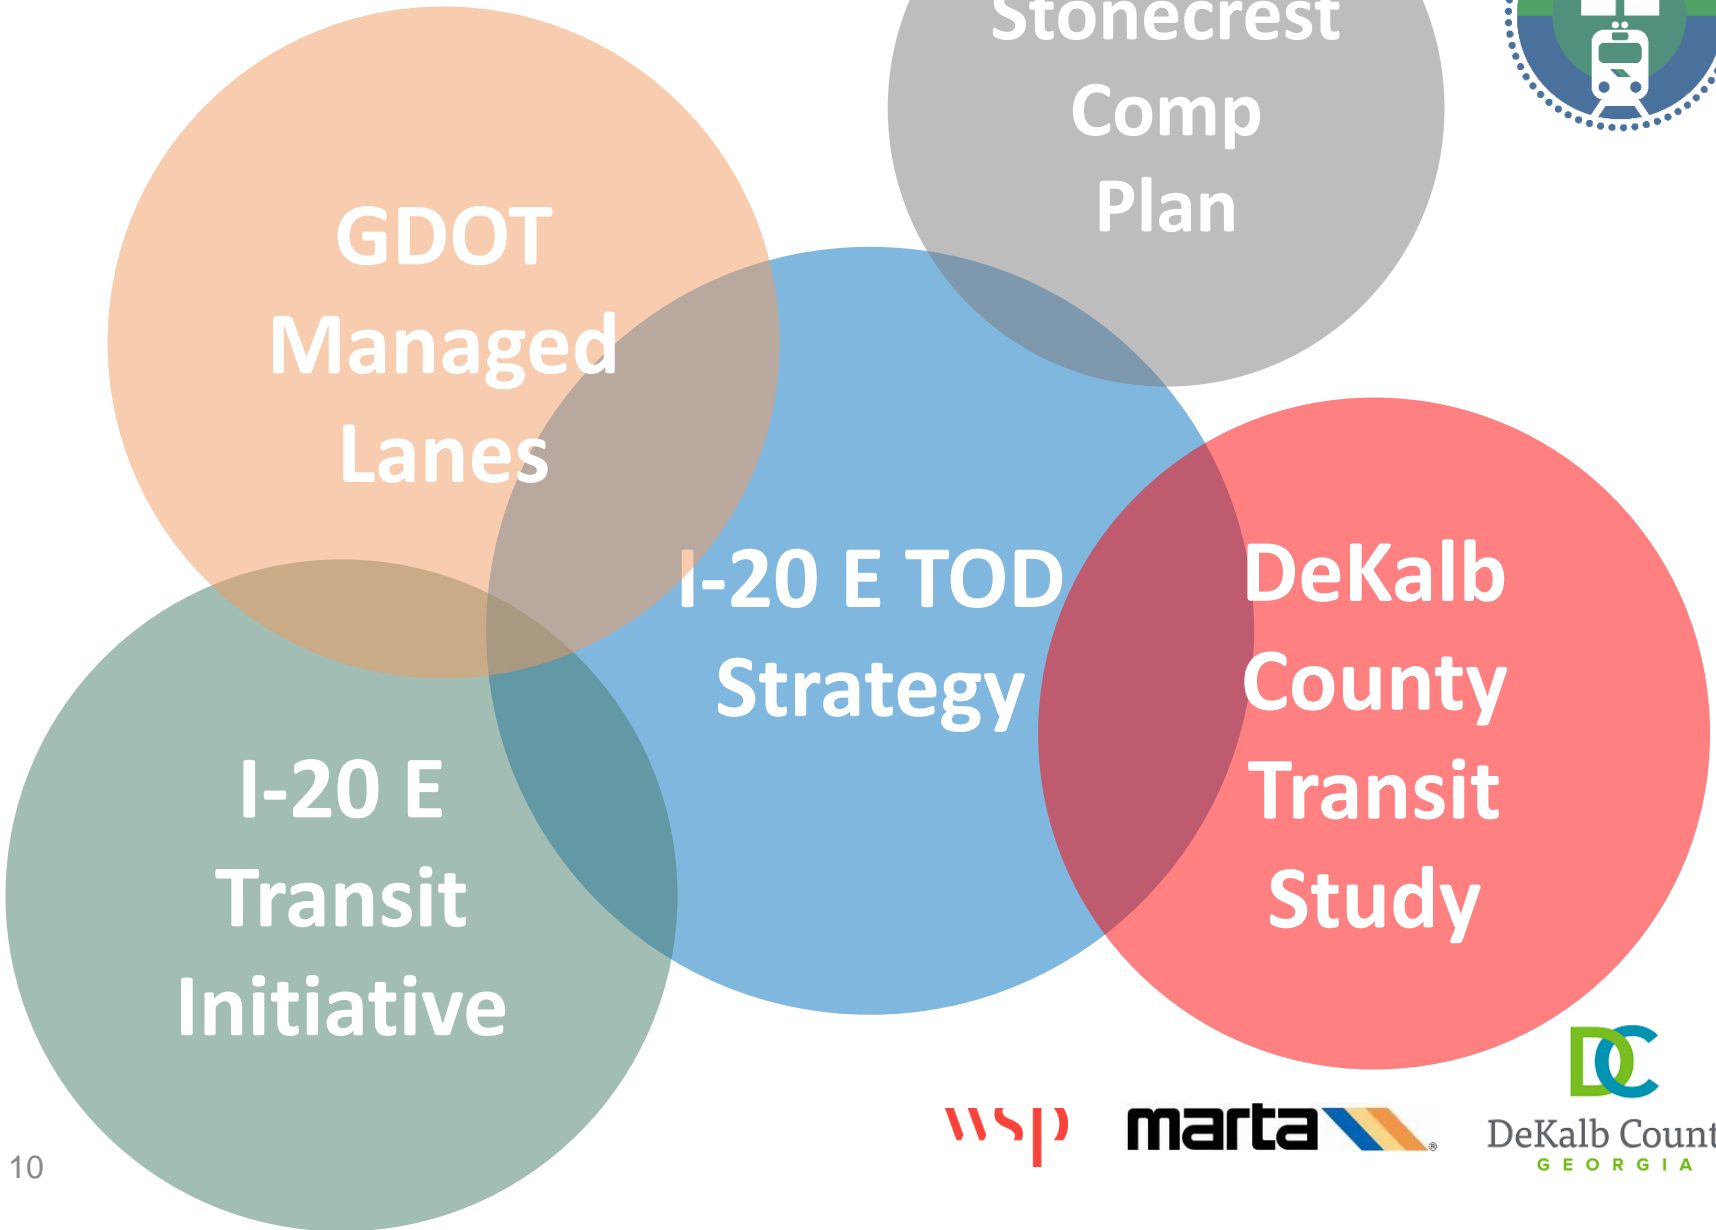 Stonecrest
Comp
Plan
GDOT
Managed
Lanes
I-20 E TOD
Strategy
DeKalb
County
Transit
Study
I-20 E
Transit
Initiative
wsp
marta
®
DC
DeKalb Count
GEORGIA
10